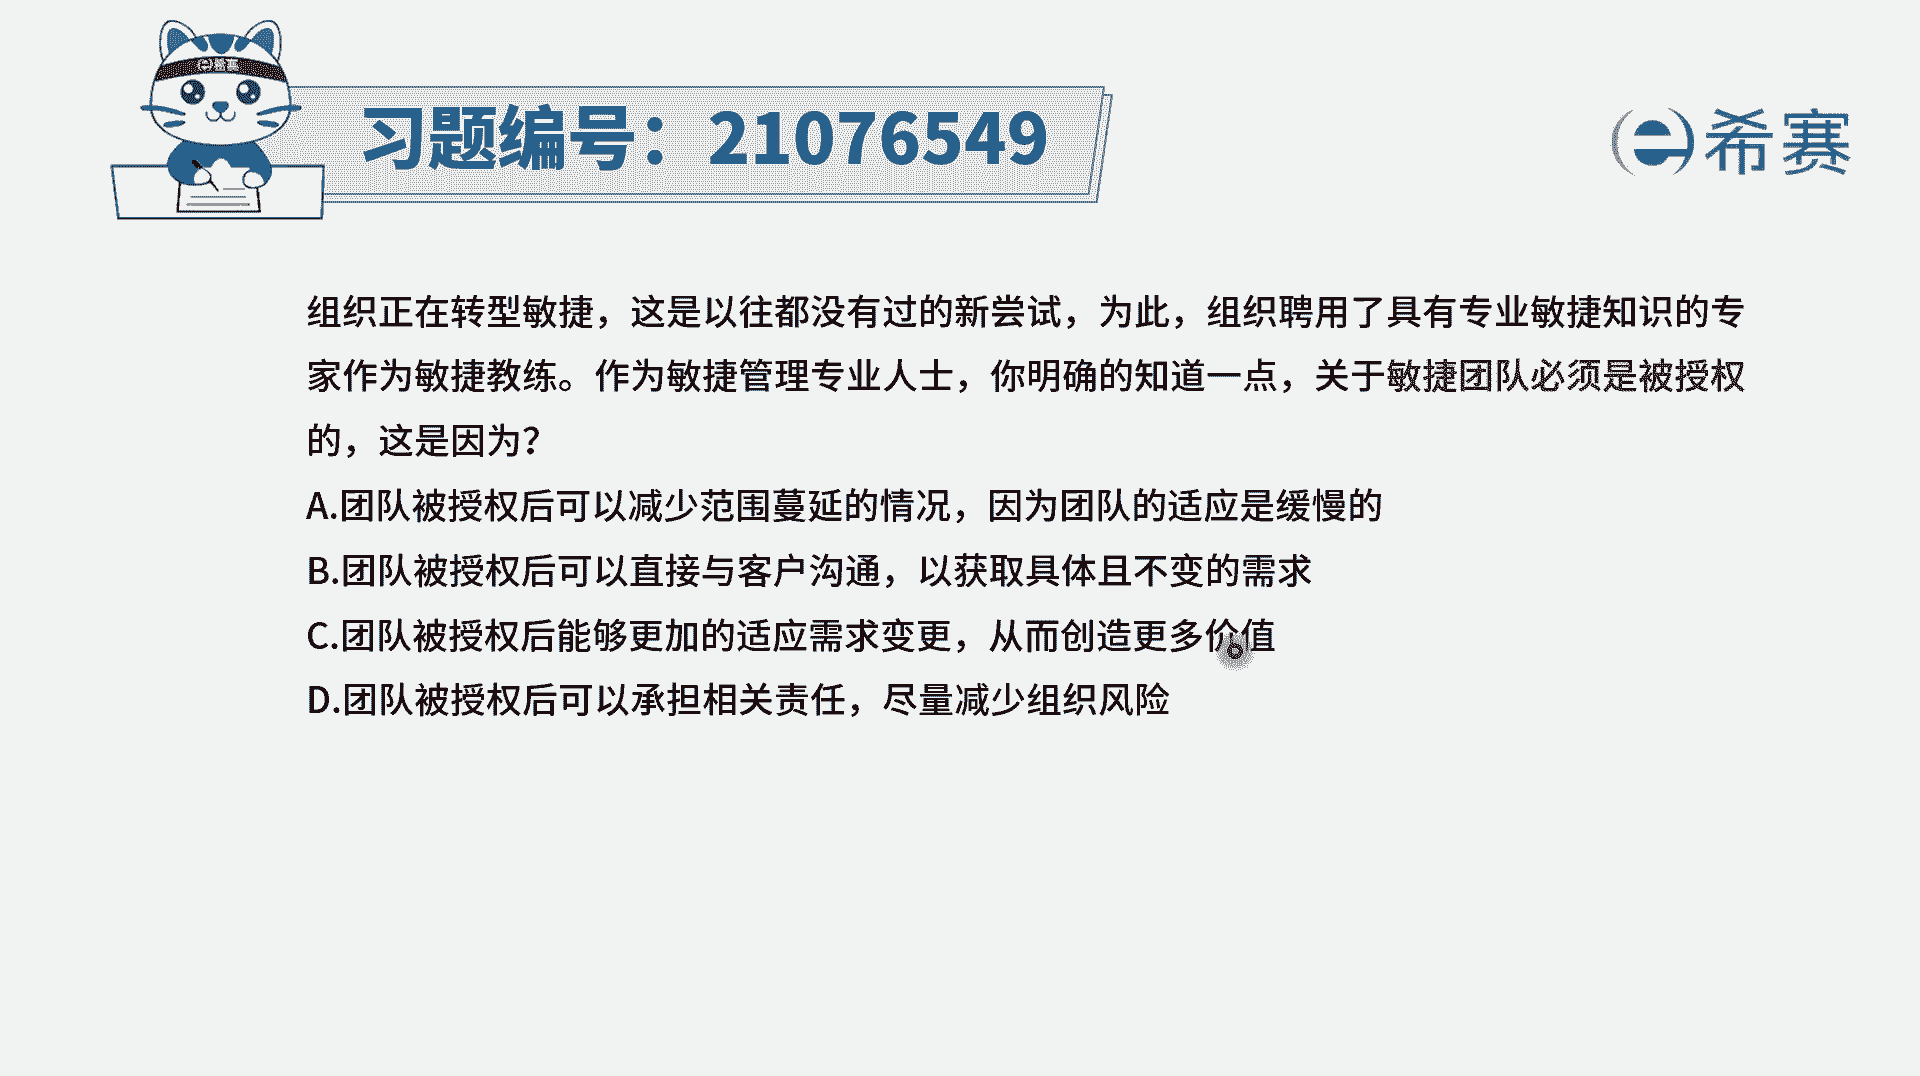 习题编号：21076549
希赛
组织正在转型敏捷，这是以往都没有过的新尝试，为此，组织聘用了具有专业敏捷知识的专
家作为敏捷教练。作为敏捷管理专业人士，你明确的知道一点，关于敏捷团队必须是被授权
的，这是因为？
A.团队被授权后可以减少范围蔓延的情况，因为团队的适应是缓慢的
B.团队被授权后可以直接与客户沟通，以获取具体且不变的需求
C.团队被授权后能够更加的适应需求变更，从而创造更多价值
D.团队被授权后可以承担相关责任，尽量减少组织风险